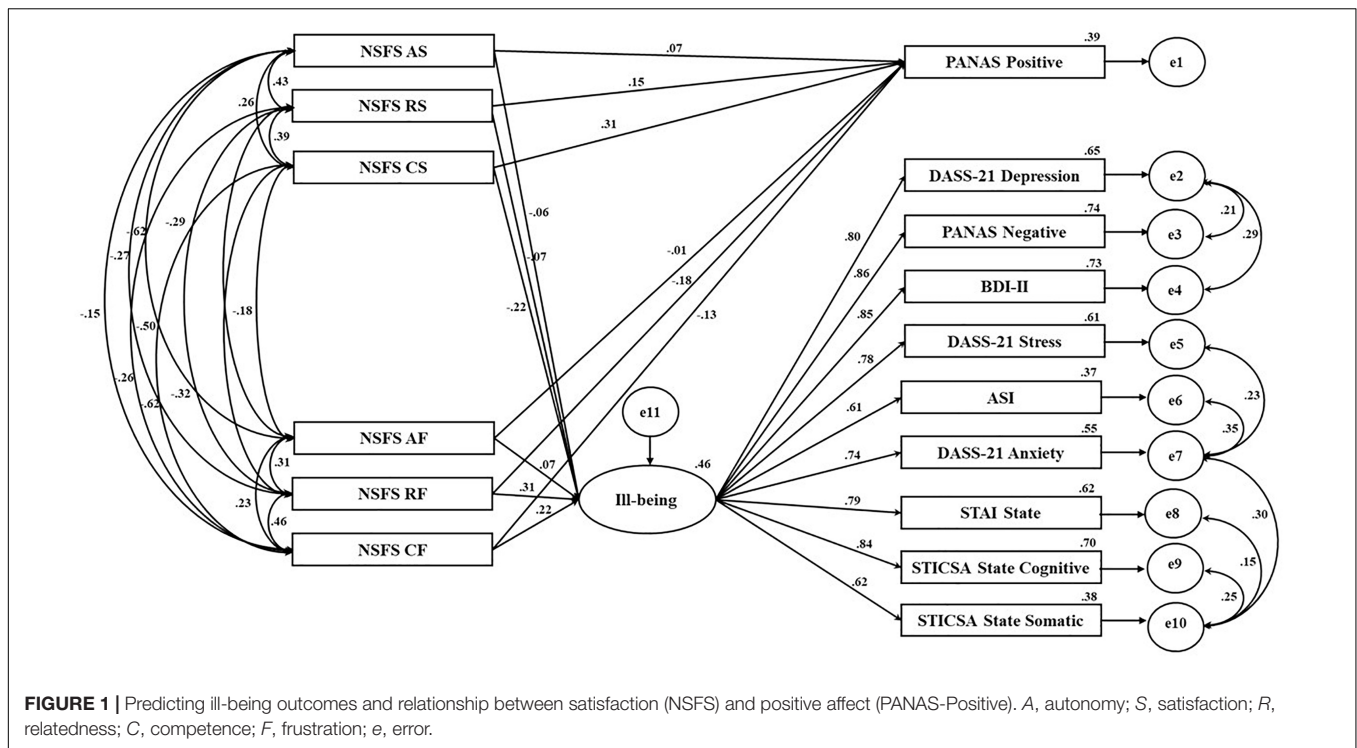 NSFS AS
.07
.39
PANAS Positive
e1
.43
.26
NSFS RS
.15
.39
NSFS CS
.31
.65
DASS-21 Depression
e2
.21
.29
.74
PANAS Negative
e3
.73
BDI-II
e4
.61
DASS-21 Stress
e5
.23
.37
ASI
e6
.35
.55
DASS-21 Anxiety
e7
.62
STAI State
e8
.30
.15
.70
STICSA State Cognitive
e9
.25
.38
STICSA State Somatic
e10
-.06
-.07
-.22
-.01
-.18
-.13
.80
.86
.85
.78
.61
.74
.79
.84
.62
-.29
-.62
-.27
-.15
-.50
-.18
-.26
-.62
-.32
e11
.46
Ill-being
NSFS AF
.07
.31
NSFS RF
.31
.23
.46
.22
NSFS CF
FIGURE 1 | Predicting ill-being outcomes and relationship between satisfaction (NSFS) and positive affect (PANAS-Positive). A, autonomy; S, satisfaction; R,
relatedness; C, competence; F, frustration; e, error.